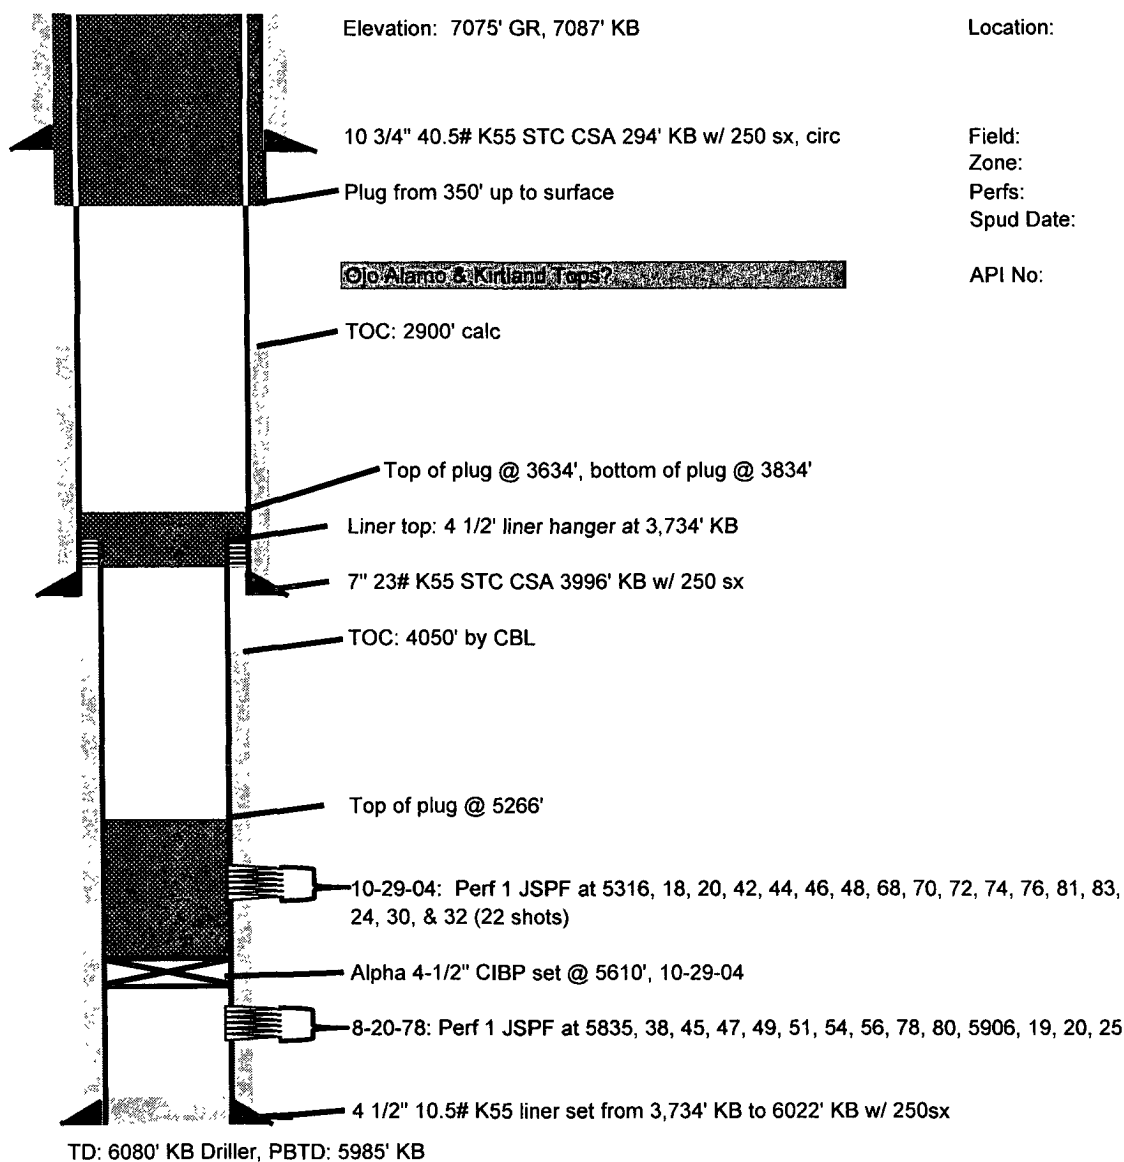 Elevation: 7075' GR, 7087' KB
Location:
10 3/4" 40.5# K55 STC CSA 294' KB w/ 250 sx, circ
Field:
Zone:
Plug from 350' up to surface
Perfs:
Spud Date:
Ojo Alamo & Kirtland Tops?
API No:
TOC: 2900' calc
Top of plug @ 3634', bottom of plug @ 3834'
Liner top: 4 1/2' liner hanger at 3,734' KB
7" 23# K55 STC CSA 3996' KB w/ 250 sx
TOC: 4050' by CBL
Top of plug @ 5266'
10-29-04: Perf 1 JSPF at 5316, 18, 20, 42, 44, 46, 48, 68, 70, 72, 74, 76, 81, 83,
24, 30, & 32 (22 shots)
Alpha 4-1/2" CIBP set @ 5610', 10-29-04
8-20-78: Perf 1 JSPF at 5835, 38, 45, 47, 49, 51, 54, 56, 78, 80, 5906, 19, 20, 25
4 1/2" 10.5# K55 liner set from 3,734' KB to 6022' KB w/ 250sx
TD: 6080' KB Driller, PBTD: 5985' KB